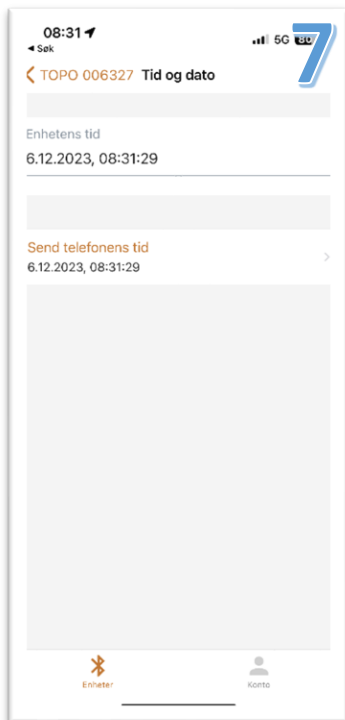 08:31
5G 80
7
◀ Søk
TOPO 006327 Tid og dato
Enhetens tid
6.12.2023, 08:31:29
Send telefonens tid
6.12.2023, 08:31:29
Enheter
Konto